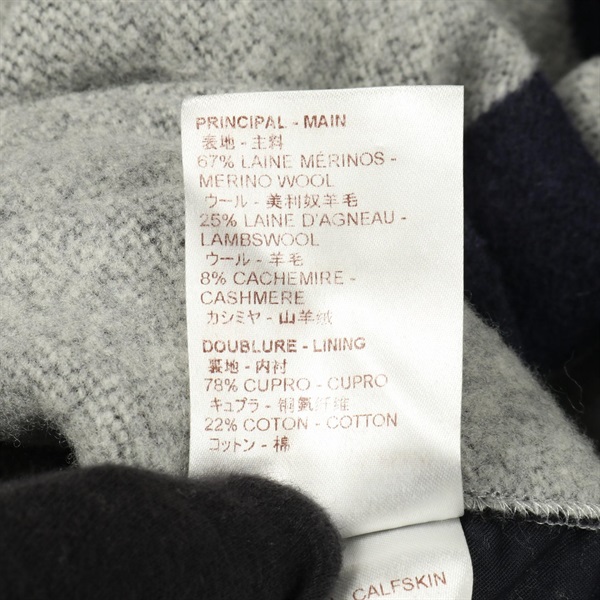 PRINCIPAL - MAIN
表地 - 主料
67% LAINE MÉRINOS -
MERINO WOOL
ウール - 美利奴羊毛
25% LAINE D'AGNEAU -
LAMBSWOOL
ウール - 羊毛
8% CACHEMIRE -
CASHMERE
カシミヤ - 山羊绒
DOUBLURE - LINING
裏地 - 内衬
78% CUPRO - CUPRO
キュプラ - 铜氨纤维
22% COTON - COTTON
コットン - 棉
CALFSKIN